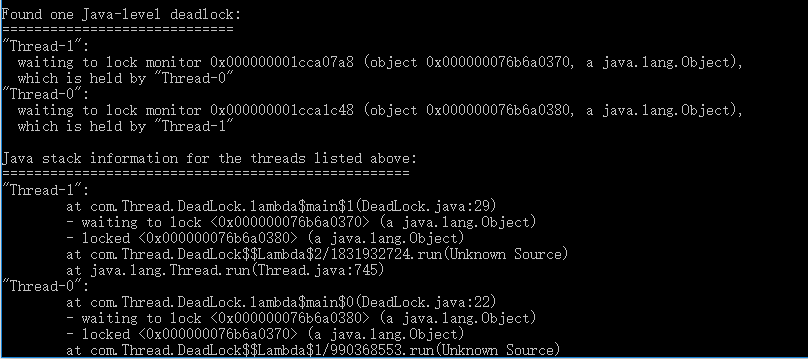 Found one Java-level deadlock:
=============================
"Thread-1":
  waiting to lock monitor 0x000000001cca07a8 (object 0x000000076b6a0370, a java.lang.Object),
  which is held by "Thread-0"
"Thread-0":
  waiting to lock monitor 0x000000001cca1c48 (object 0x000000076b6a0380, a java.lang.Object),
  which is held by "Thread-1"
Java stack information for the threads listed above:
===================================================
"Thread-1":
        at com.Thread.DeadLock.lambda$main$1(DeadLock.java:29)
        - waiting to lock <0x000000076b6a0370> (a java.lang.Object)
        - locked <0x000000076b6a0380> (a java.lang.Object)
        at com.Thread.DeadLock$$Lambda$2/1831932724.run(Unknown Source)
        at java.lang.Thread.run(Thread.java:745)
"Thread-0":
        at com.Thread.DeadLock.lambda$main$0(DeadLock.java:22)
        - waiting to lock <0x000000076b6a0380> (a java.lang.Object)
        - locked <0x000000076b6a0370> (a java.lang.Object)
        at com.Thread.DeadLock$$Lambda$1/990368553.run(Unknown Source)